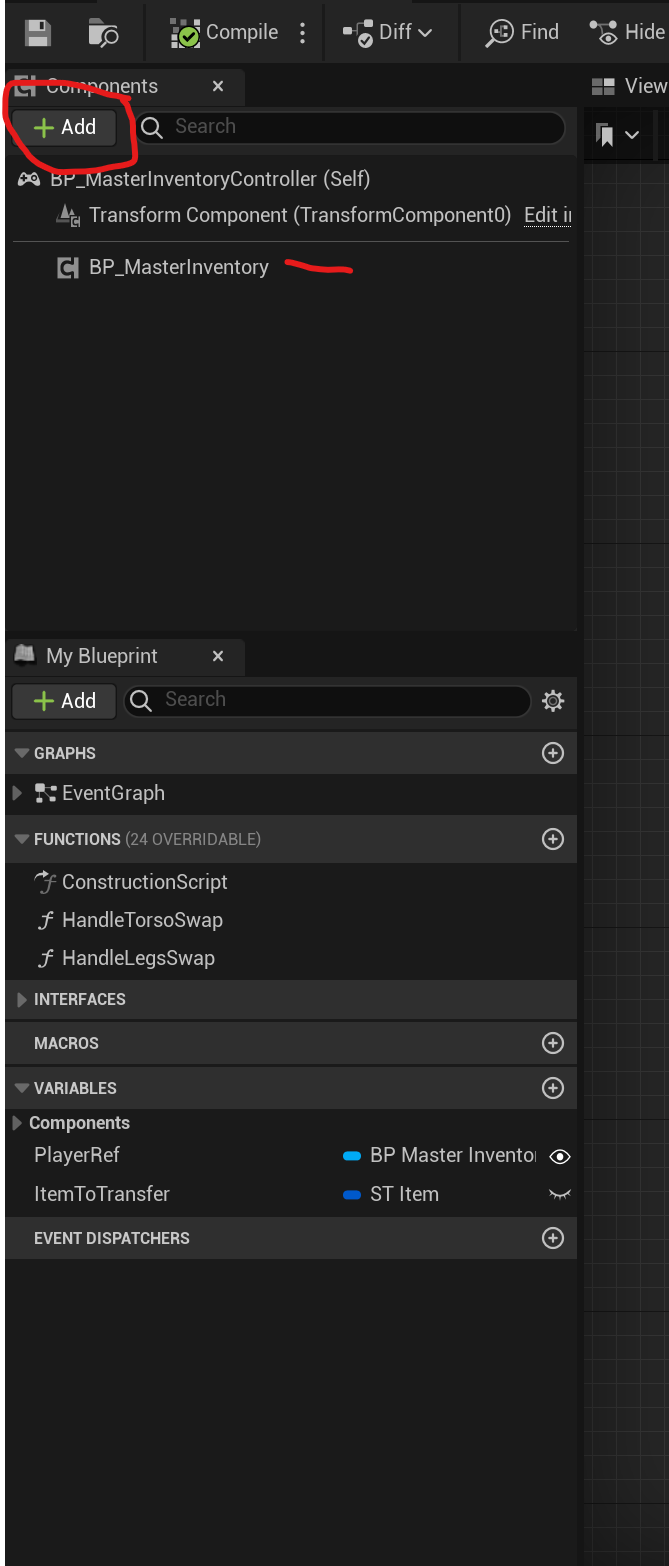 Compile Diff Find Hide
Components × View
+ Add Search
BP_MasterInventoryController (Self)
Transform Component (TransformComponent0) Edit in
BP_MasterInventory
My Blueprint ×
+ Add Search
GRAPHS
EventGraph
FUNCTIONS (24 OVERRIDABLE)
ConstructionScript
HandleTorsoSwap
HandleLegsSwap
INTERFACES
MACROS
VARIABLES
Components
PlayerRef BP Master Invento
ItemToTransfer ST Item
EVENT DISPATCHERS